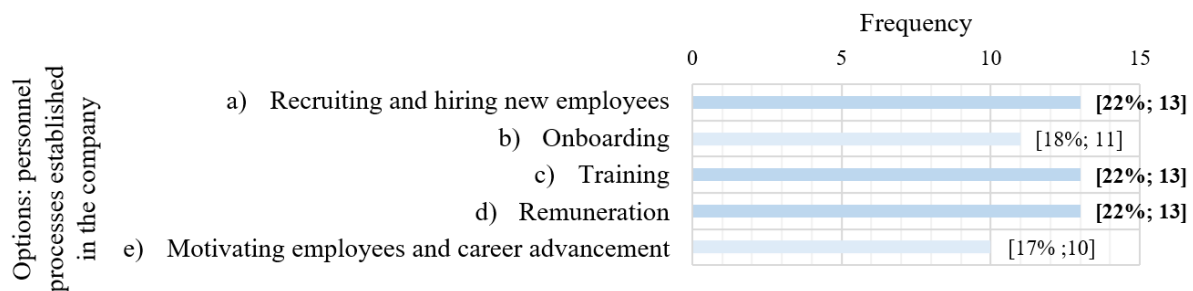 Frequency
0 5 10 15
Options: personnel
processes established
in the company
a) Recruiting and hiring new employees [22%; 13]
b) Onboarding [18%; 11]
c) Training [22%; 13]
d) Remuneration [22%; 13]
e) Motivating employees and career advancement [17% ;10]